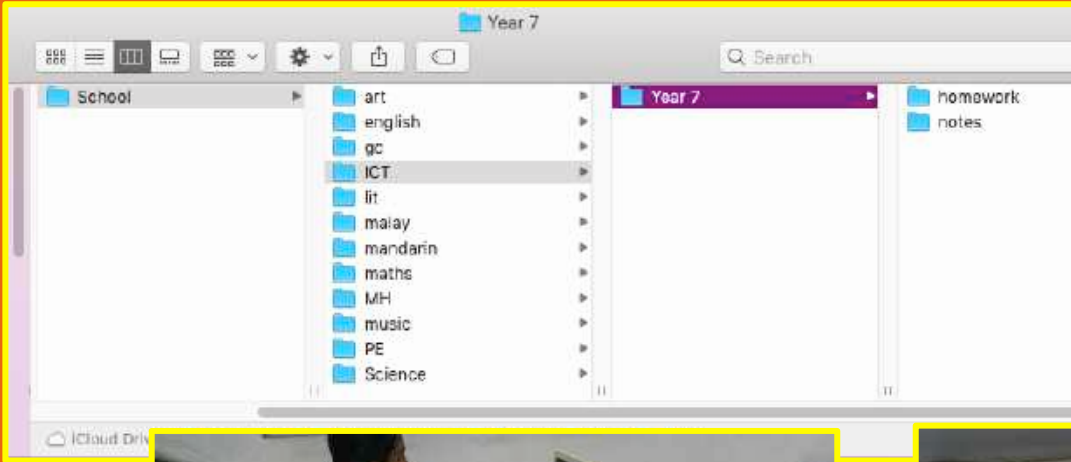 Year 7
Search
School
art
english
gc
ICT
lit
malay
mandarin
maths
MH
music
PE
Science
Year 7
homework
notes
iCloud Driv